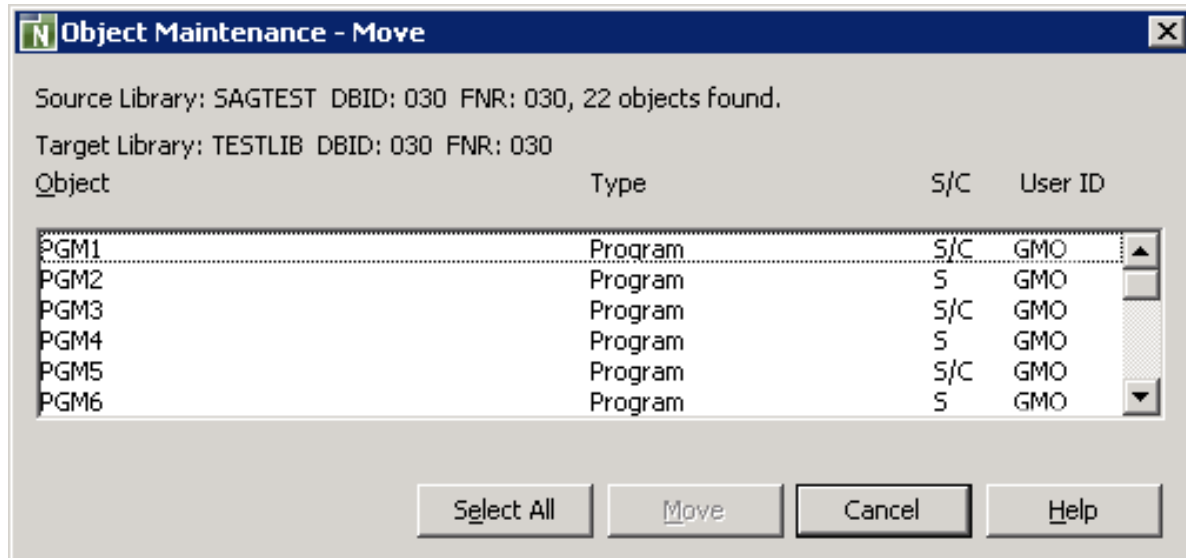 N Object Maintenance - Move
Source Library: SAGTEST DBID: 030 FNR: 030, 22 objects found.
Target Library: TESTLIB DBID: 030 FNR: 030
Object Type S/C User ID
PGM1 Program S/C GMO
PGM2 Program S GMO
PGM3 Program S/C GMO
PGM4 Program S GMO
PGM5 Program S/C GMO
PGM6 Program S GMO
Select All Move Cancel Help